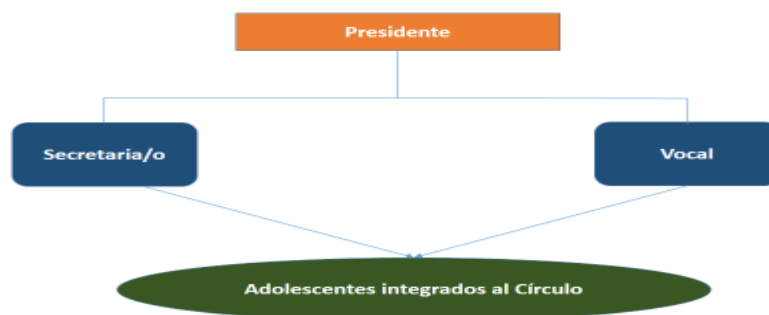 Presidente
Secretaria/o
Vocal
Adolescentes integrados al Círculo